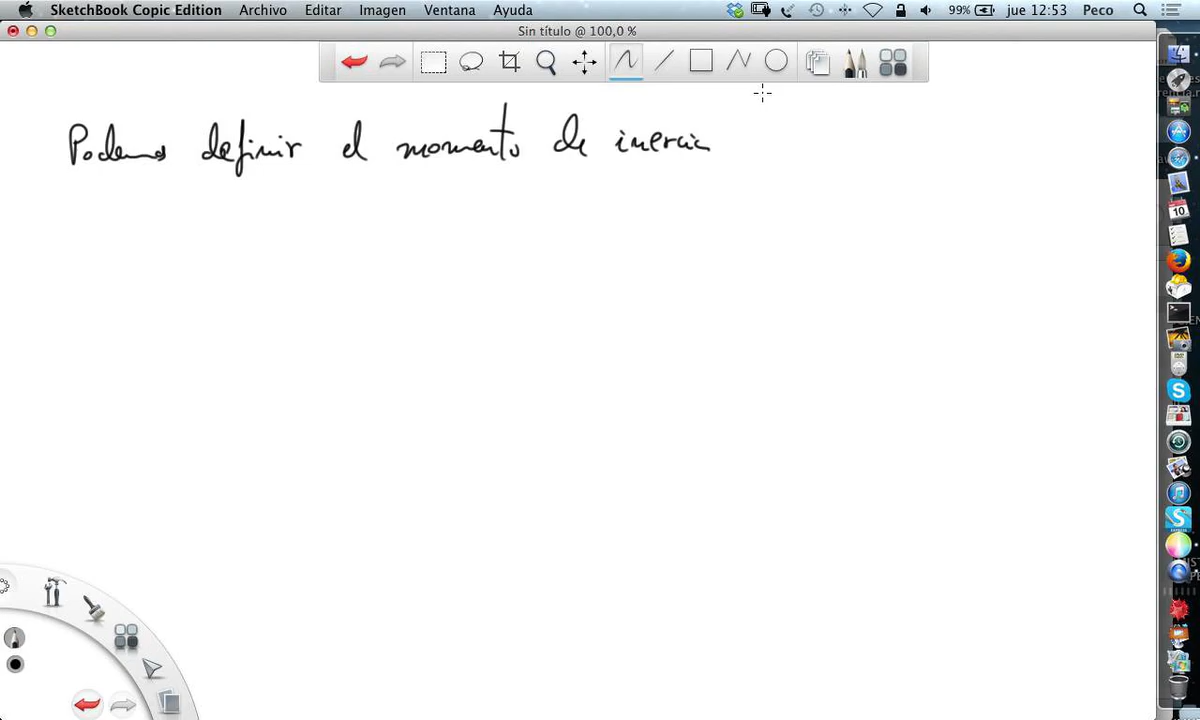 SketchBook Copic Edition Archivo Editar Imagen Ventana Ayuda 99% jue 12:53 Peco
Sin título @ 100,0 %
Podemos definir el momento de inercia
10